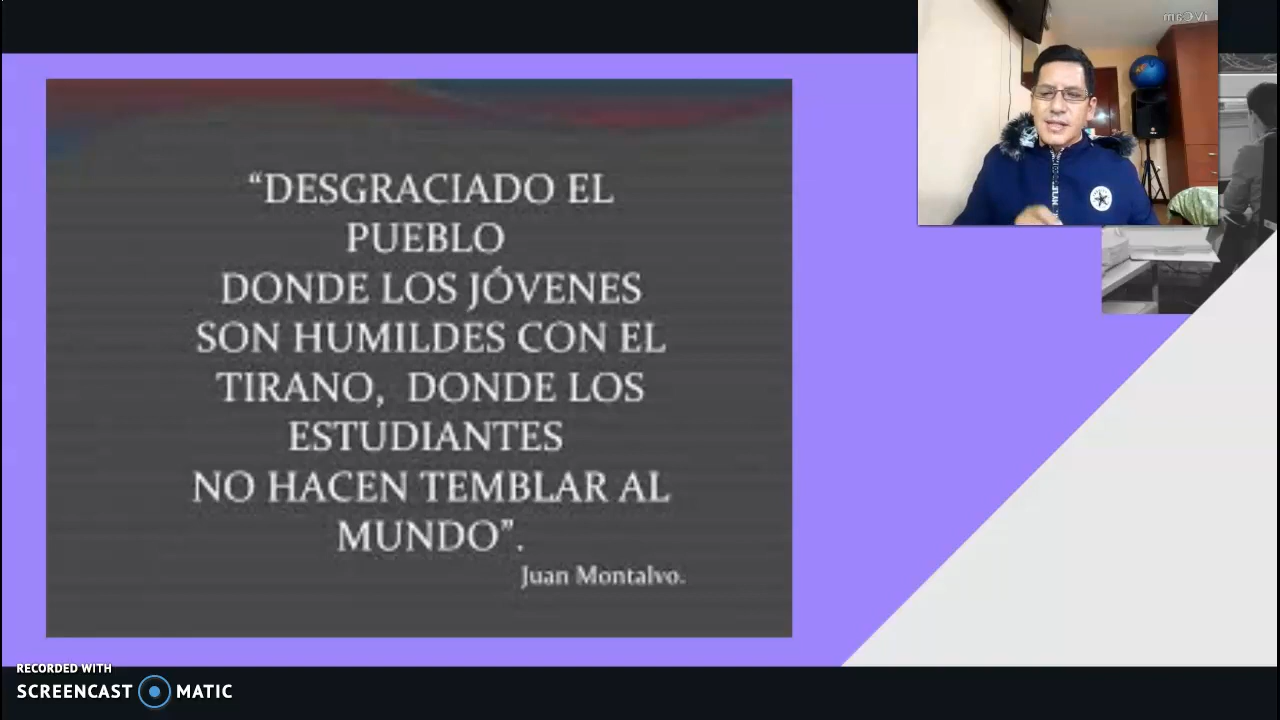 iVCam
“DESGRACIADO EL
PUEBLO
DONDE LOS JÓVENES
SON HUMILDES CON EL
TIRANO, DONDE LOS
ESTUDIANTES
NO HACEN TEMBLAR AL
MUNDO”.
Juan Montalvo.
RECORDED WITH
SCREENCAST MATIC